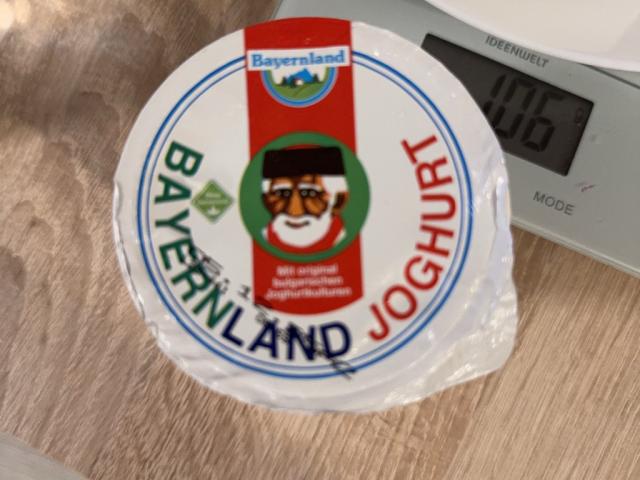 Bayernland
BAYERNLAND JOGHURT
Mit original
bulgarischen
Joghurtkulturen
IDEENWELT
106 g
MODE